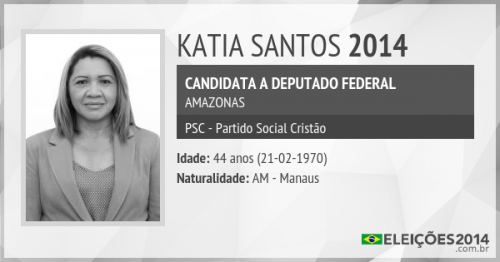 KATIA SANTOS 2014
CANDIDATA A DEPUTADO FEDERAL
AMAZONAS
PSC - Partido Social Cristão
Idade: 44 anos (21-02-1970)
Naturalidade: AM - Manaus
ELEIÇÕES2014
.com.br